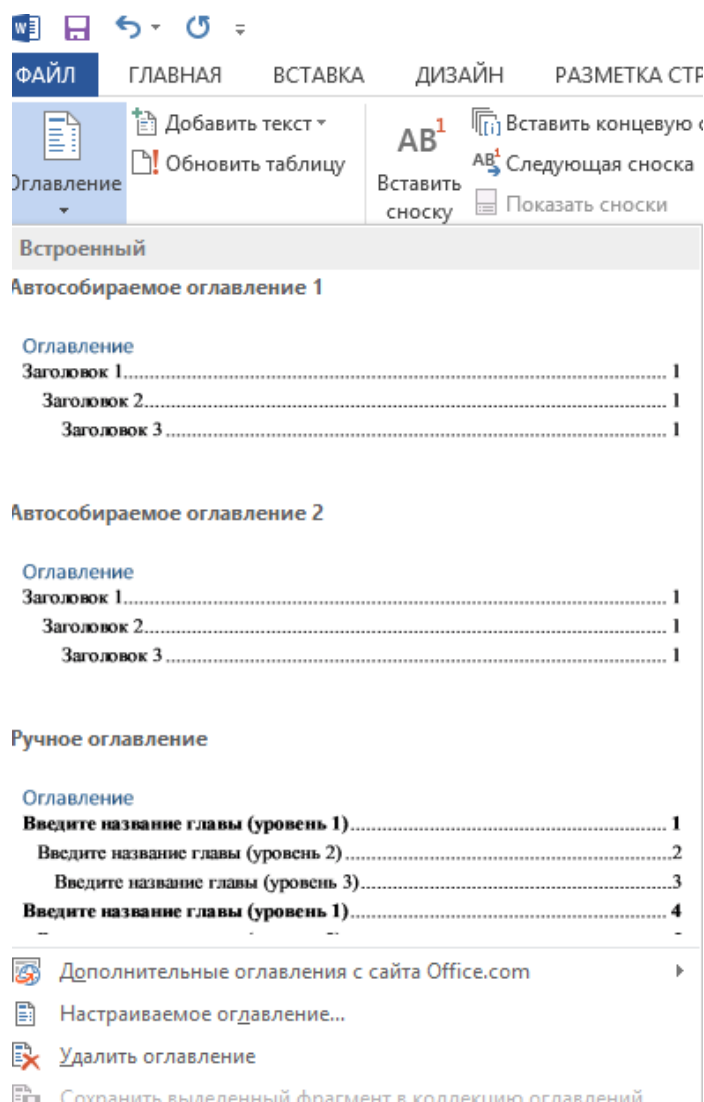 ФАЙЛ ГЛАВНАЯ ВСТАВКА ДИЗАЙН РАЗМЕТКА СТР
Оглавление
Добавить текст
Обновить таблицу
AB1
Вставить
сноску
[i] Вставить концевую с
AB1 Следующая сноска
Показать сноски
Встроенный
Автособираемое оглавление 1
Оглавление
Заголовок 1.......... 1
Заголовок 2.......... 1
Заголовок 3.......... 1
Автособираемое оглавление 2
Оглавление
Заголовок 1.......... 1
Заголовок 2.......... 1
Заголовок 3.......... 1
Ручное оглавление
Оглавление
Введите название главы (уровень 1).......... 1
Введите название главы (уровень 2)..........2
Введите название главы (уровень 3)..........3
Введите название главы (уровень 1).......... 4
Дополнительные оглавления с сайта Office.com
Настраиваемое оглавление...
Удалить оглавление
Сохранить выделенный фрагмент в коллекцию оглавлений